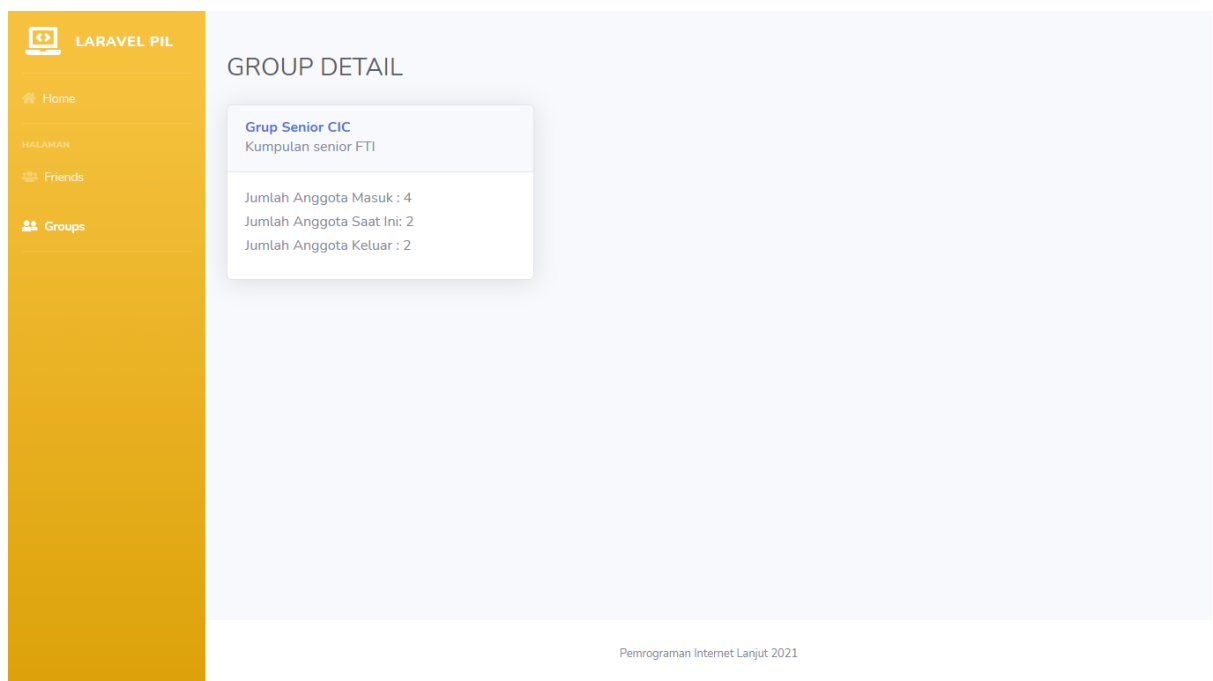 LARAVEL PIL
Home
HALAMAN
Friends
Groups
GROUP DETAIL
Grup Senior CIC
Kumpulan senior FTI
Jumlah Anggota Masuk : 4
Jumlah Anggota Saat Ini: 2
Jumlah Anggota Keluar : 2
Pemrograman Internet Lanjut 2021